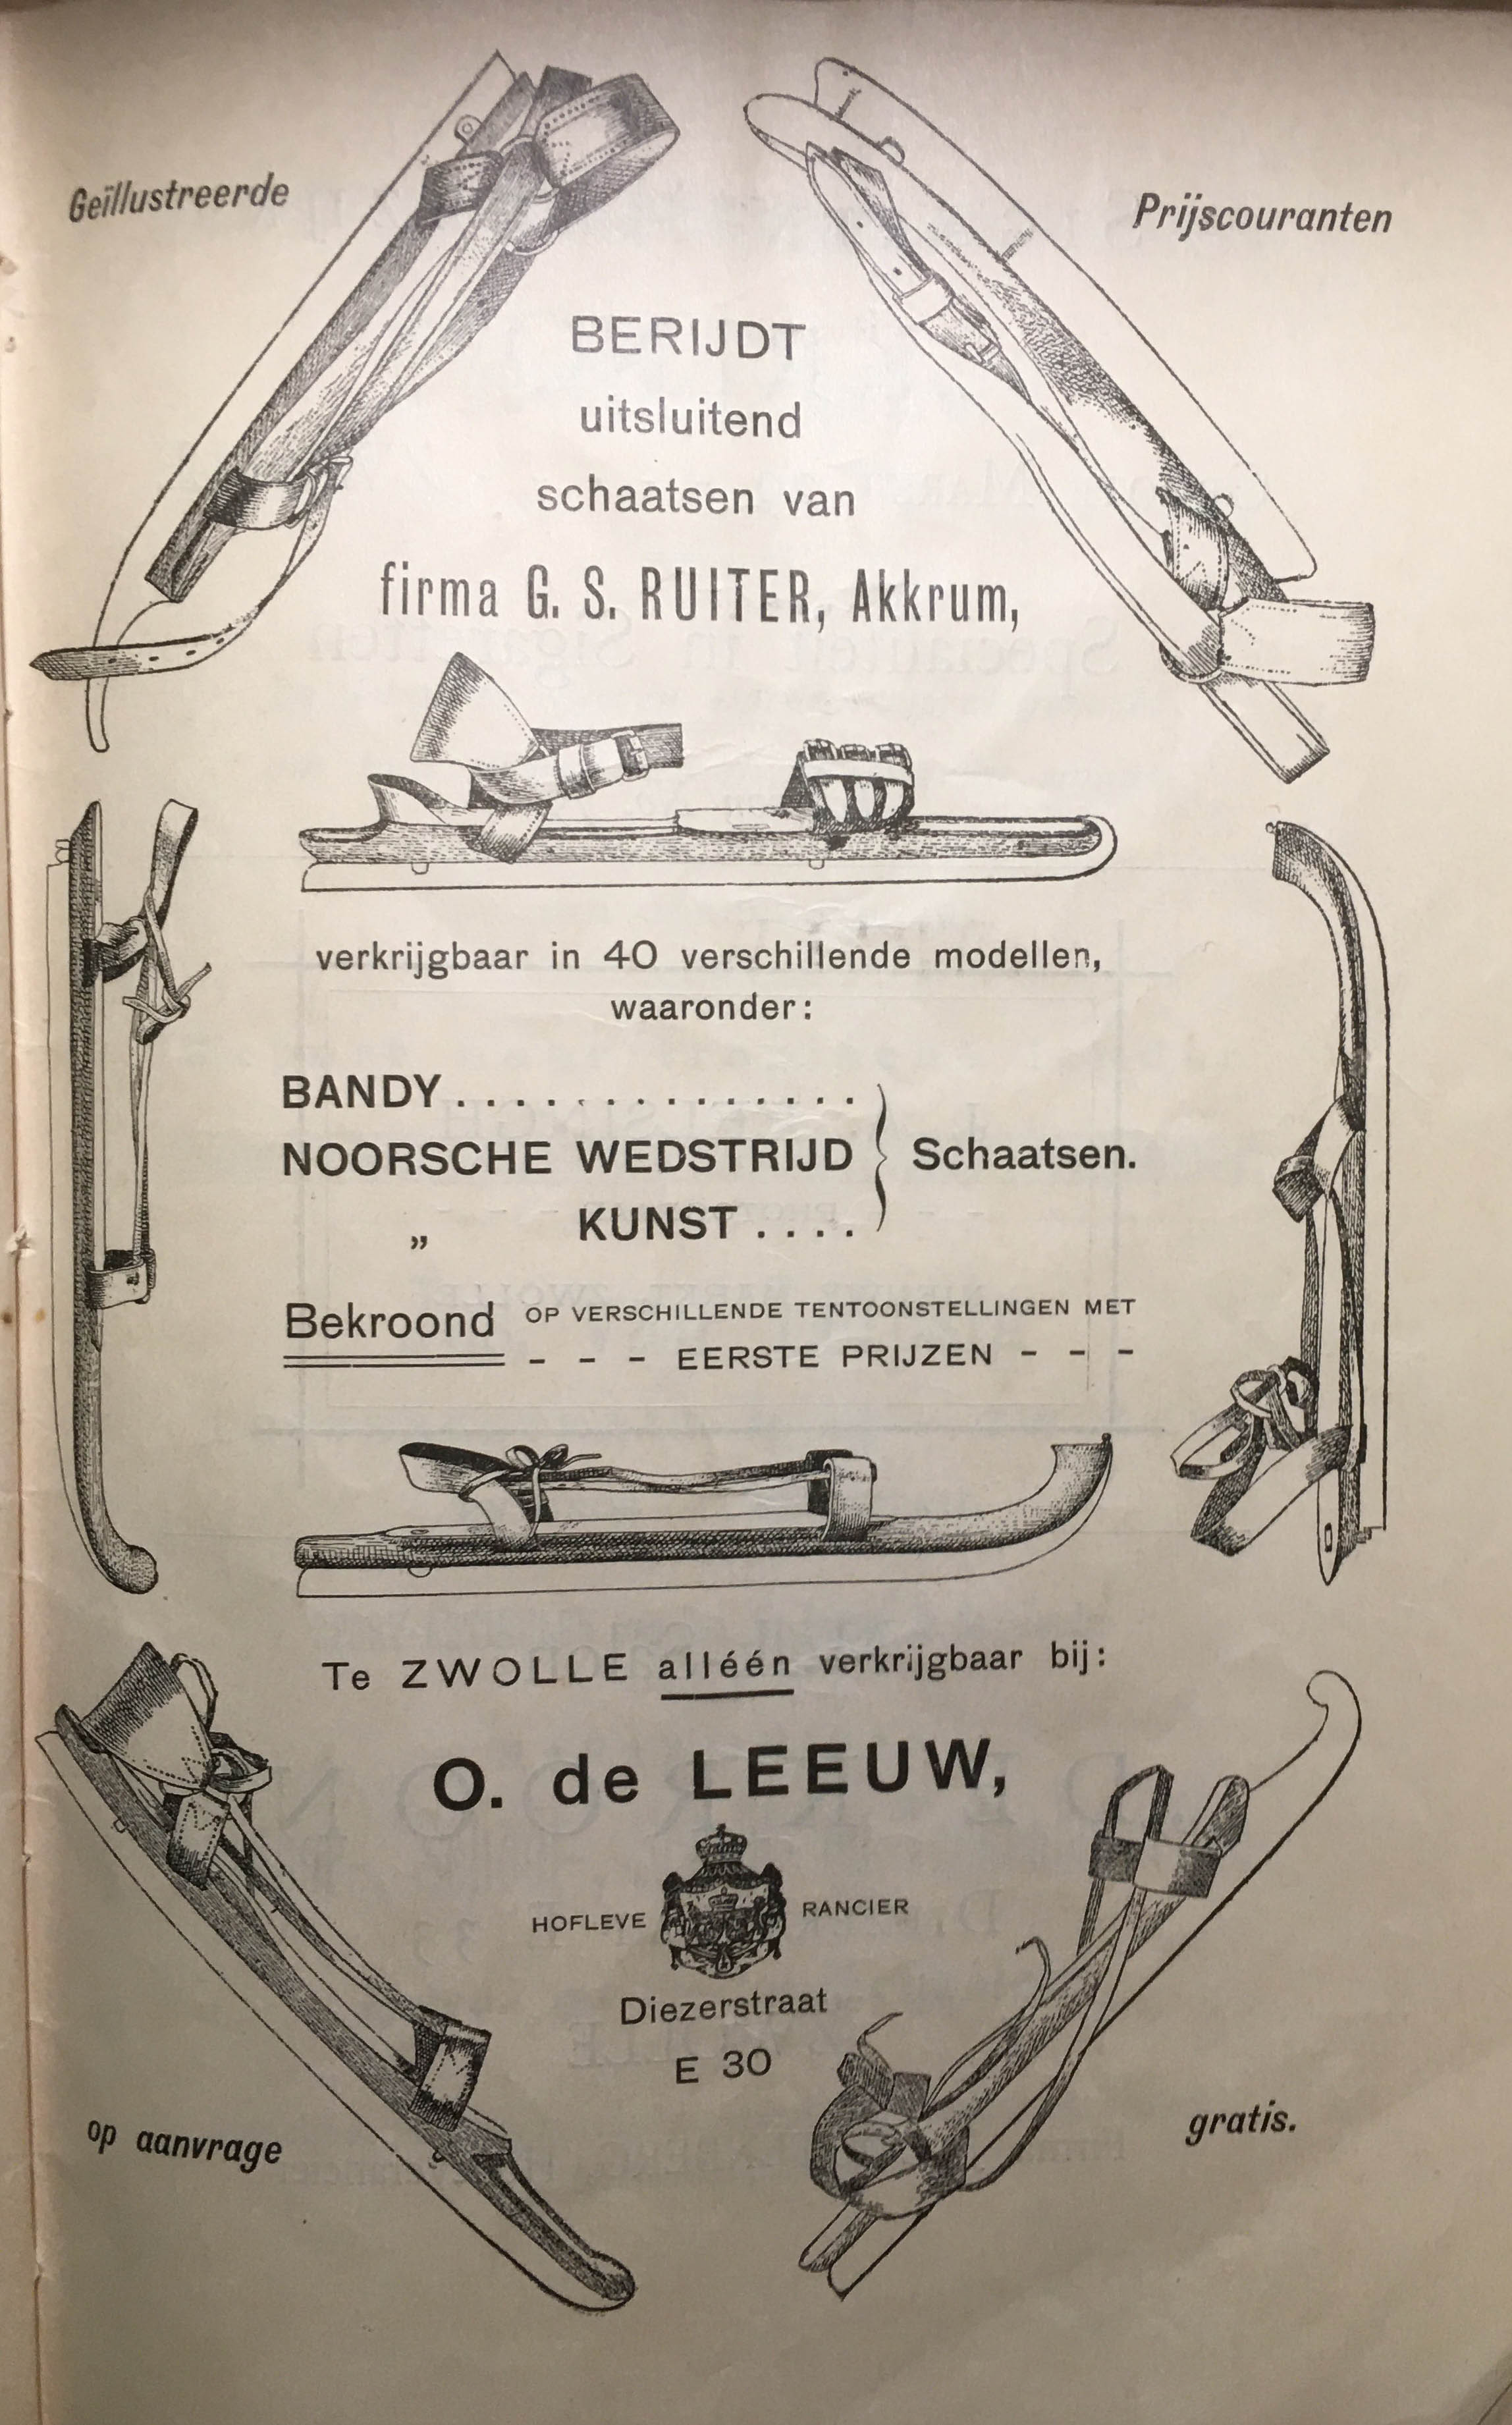 Geïllustreerde
Prijscouranten
BERIJDT
uitsluitend
schaatsen van
firma G. S. RUITER, Akkrum,
verkrijgbaar in 40 verschillende modellen,
waaronder:
BANDY . . . . . . . . . . . . . .
NOORSCHE WEDSTRIJD } Schaatsen.
„ KUNST . . . .
Bekroond OP VERSCHILLENDE TENTOONSTELLINGEN MET
- - - EERSTE PRIJZEN - - -
Te ZWOLLE alléén verkrijgbaar bij:
O. de LEEUW,
HOFLEVE RANCIER
Diezerstraat
E 30
op aanvrage
gratis.